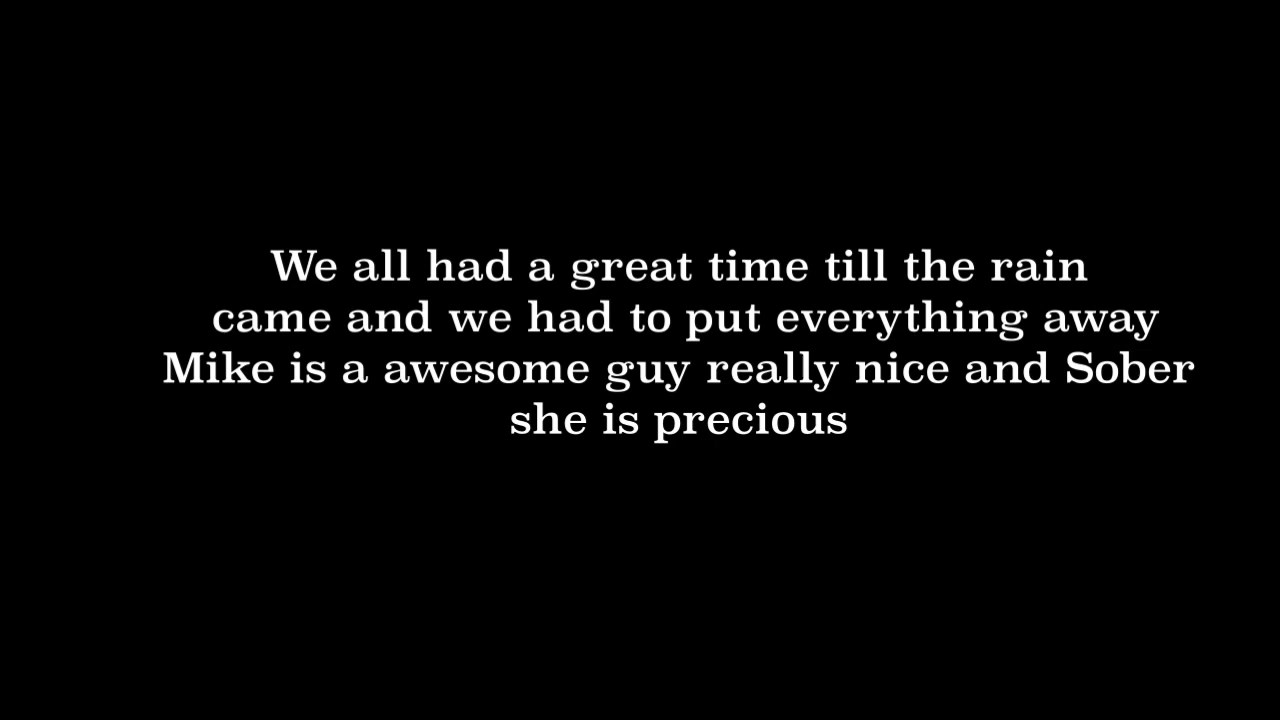 We all had a great time till the rain
came and we had to put everything away
Mike is a awesome guy really nice and Sober
she is precious